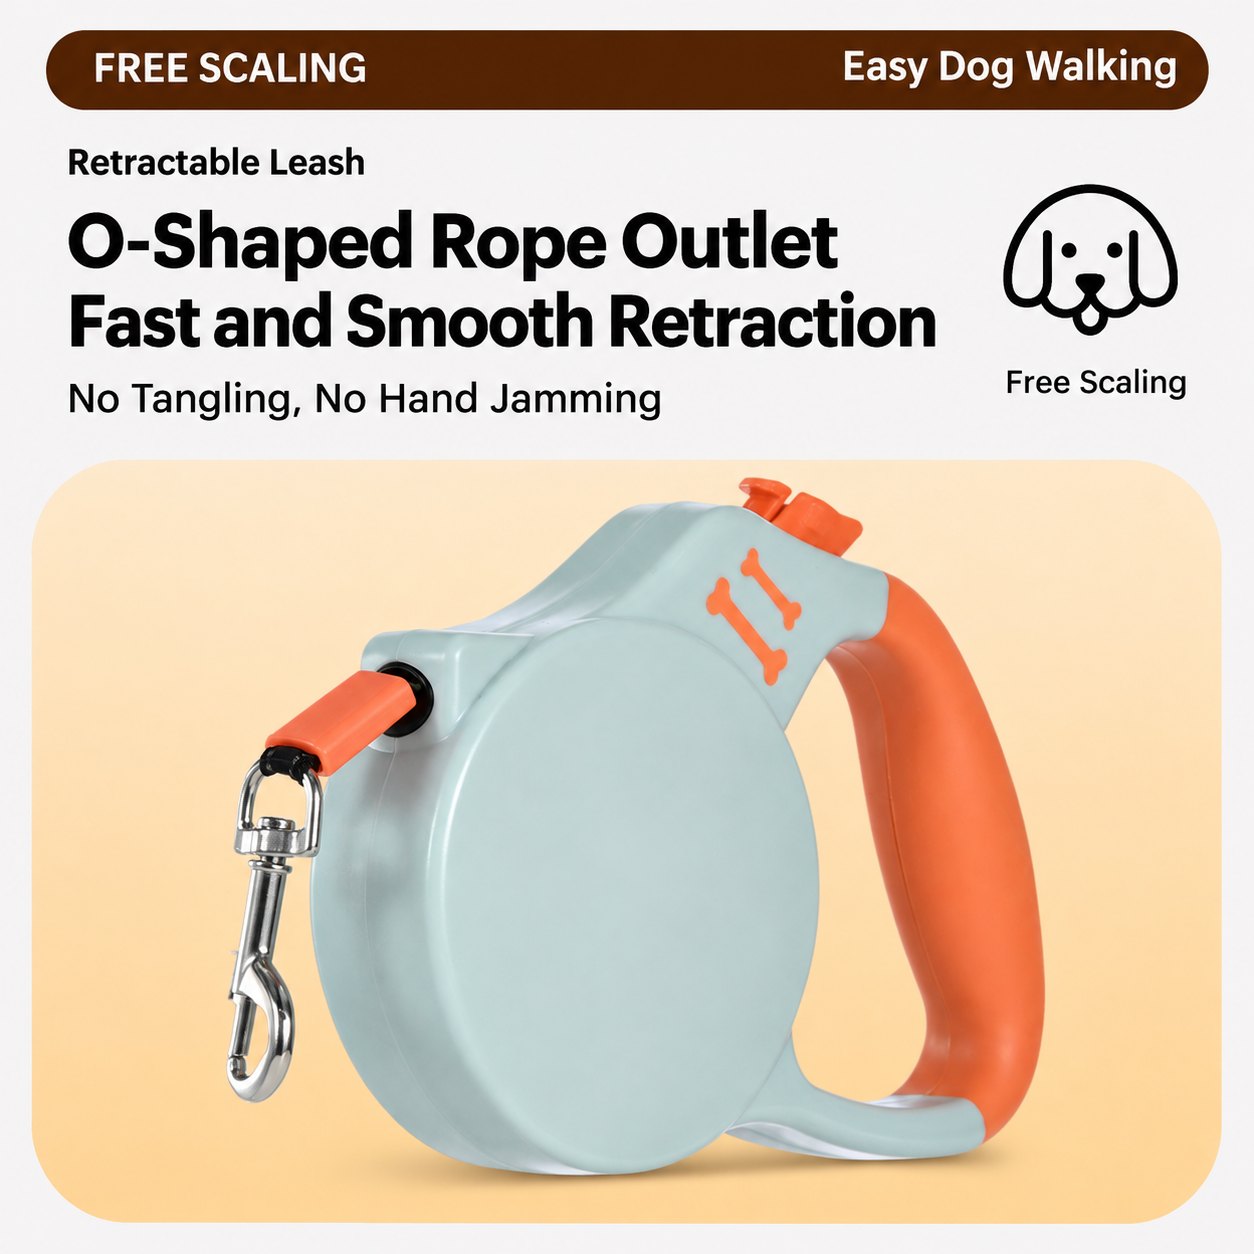 FREE SCALING
Easy Dog Walking
Retractable Leash
O-Shaped Rope Outlet
Fast and Smooth Retraction
No Tangling, No Hand Jamming
Free Scaling